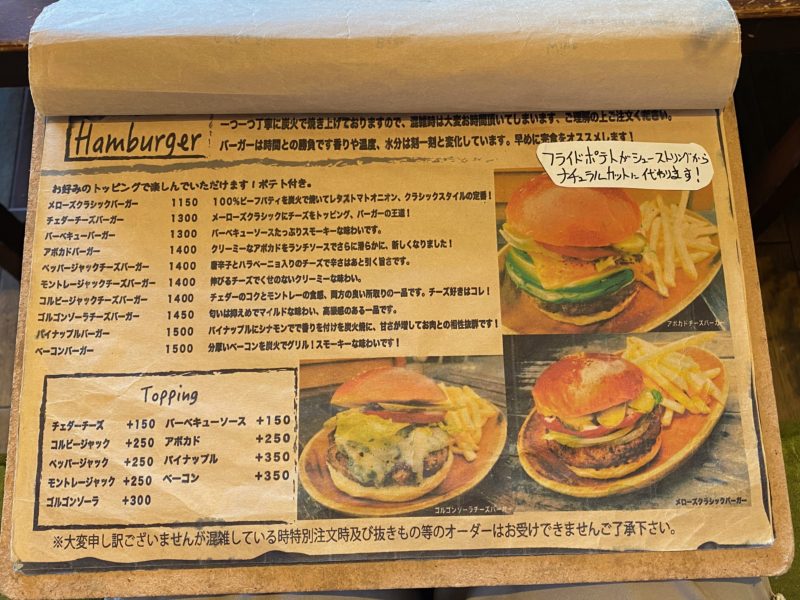 Hamburger
一つ一つ丁寧に炭火で焼き上げておりますので、混雑時は大変お時間頂いてしまいます、ご理解の上ご注文ください。
バーガーは時間との勝負です香りや温度、水分は刻一刻と変化しています。早めに実食をオススメします!
フライドポテトがシューストリングから
ナチュラルカットに代わります!
お好みのトッピングで楽しんでいただけます!ポテト付き。
メローズクラシックバーガー 1150 100%ビーフパティを炭火で焼いてレタストマトオニオン、クラシックスタイルの定番!
チェダーチーズバーガー 1300 メーローズクラシックにチーズをトッピング、バーガーの王道!
バーベキューバーガー 1300 バーベキューソースたっぷりスモーキーな味わいです。
アボカドバーガー 1400 クリーミーなアボカドをランチソースでさらに滑らかに、新しくなりました!
ペッパージャックチーズバーガー 1400 唐辛子とハラペーニョ入りのチーズで辛さはあと引く旨さです。
モントレージャックチーズバーガー 1400 伸びるチーズでくせのないクリーミーな味わい。
コルビージャックチーズバーガー 1400 チェダーのコクとモントレーの食感、両方の良い所取りの一品です。チーズ好きはコレ!
ゴルゴンゾーラチーズバーガー 1450 匂いは抑えめでマイルドな味わい、高級感のある一品です。
パイナップルバーガー 1500 パイナップルにシナモンでで香りを付けを炭火焼に、甘さが増してお肉との相性抜群です!
ベーコンバーガー 1500 分厚いベーコンを炭火でグリル!スモーキーな味わいです!
アボカドチーズバーガー
Topping
チェダーチーズ +150 バーベキューソース +150
コルビージャック +250 アボカド +250
ペッパージャック +250 パイナップル +350
モントレージャック +250 ベーコン +350
ゴルゴンゾーラ +300
ゴルゴンゾーラチーズバーガー
メローズクラシックバーガー
※大変申し訳ございませんが混雑している時特別注文時及び抜きもの等のオーダーはお受けできませんご了承下さい。